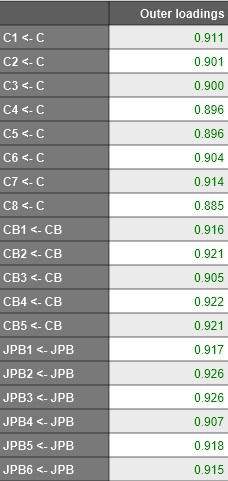 Outer loadings
C1 <- C 0.911
C2 <- C 0.901
C3 <- C 0.900
C4 <- C 0.896
C5 <- C 0.896
C6 <- C 0.904
C7 <- C 0.914
C8 <- C 0.885
CB1 <- CB 0.916
CB2 <- CB 0.921
CB3 <- CB 0.905
CB4 <- CB 0.922
CB5 <- CB 0.921
JPB1 <- JPB 0.917
JPB2 <- JPB 0.926
JPB3 <- JPB 0.926
JPB4 <- JPB 0.907
JPB5 <- JPB 0.918
JPB6 <- JPB 0.915